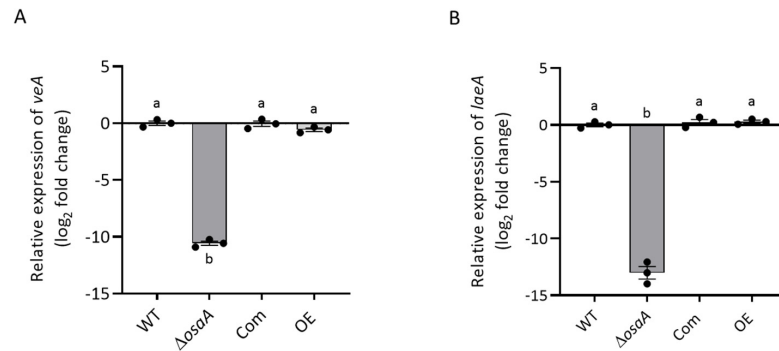 A
Relative expression of veA
(log2 fold change)
5
0
-5
-10
-15
a
b
a
a
WT
ΔosaA
Com
OE
B
Relative expression of laeA
(log2 fold change)
5
0
-5
-10
-15
a
b
a
a
WT
ΔosaA
Com
OE